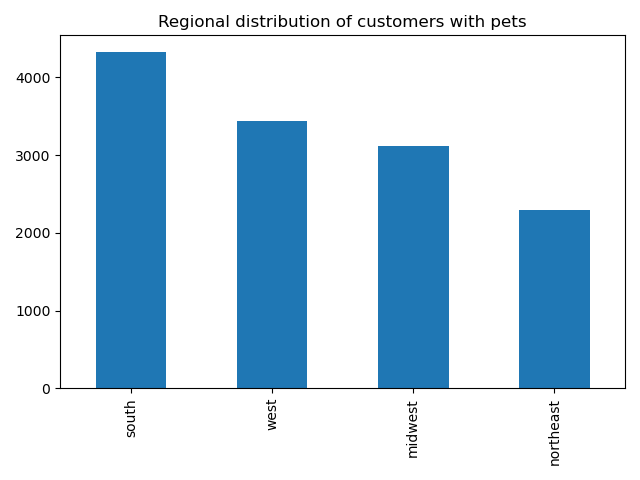 Regional distribution of customers with pets
4000
3000
2000
1000
0
south
west
midwest
northeast